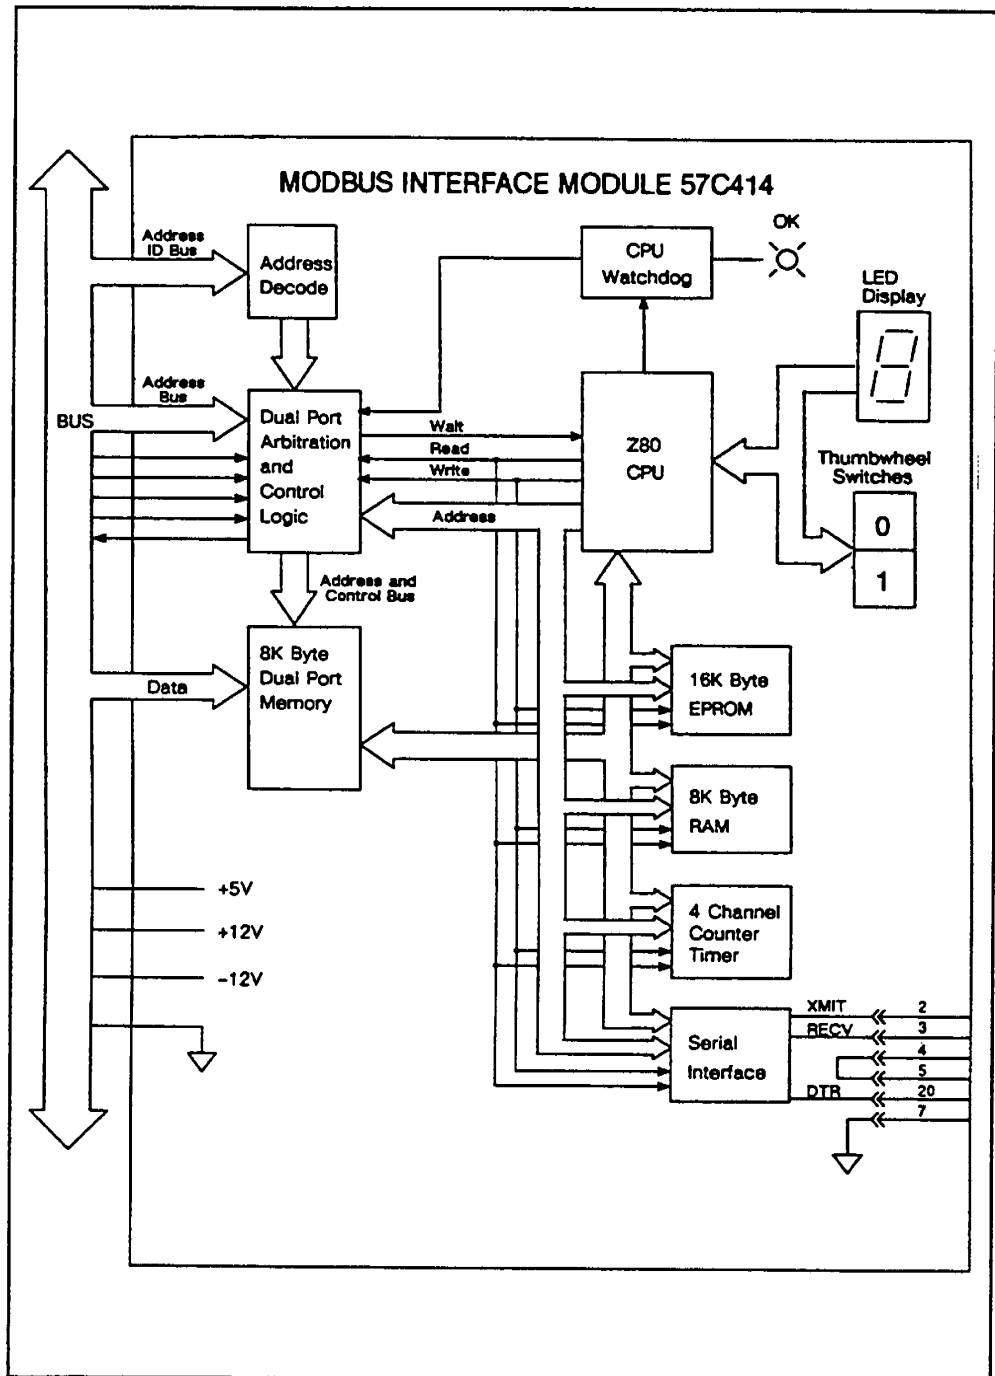 MODBUS INTERFACE MODULE 57C414
OK
Address
ID Bus
Address
Decode
CPU
Watchdog
LED
Display
Address
Bus
BUS
Dual Port
Arbitration
and
Control
Logic
Wait
Read
Write
Address
Z80
CPU
Thumbwheel
Switches
0
1
Address and
Control Bus
8K Byte
Dual Port
Memory
Data
16K Byte
EPROM
8K Byte
RAM
4 Channel
Counter
Timer
+5V
+12V
-12V
Serial
Interface
XMIT 2
RECV 3
4
5
DTR 20
7